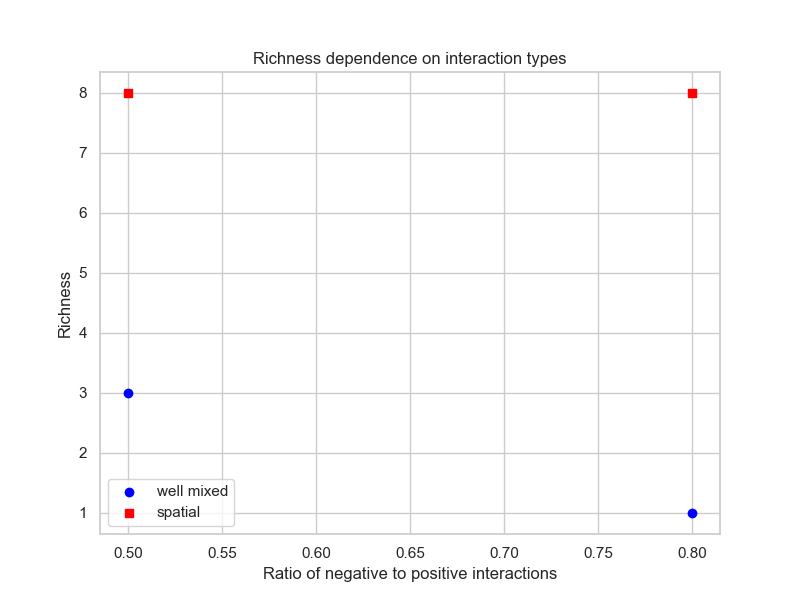 Richness dependence on interaction types
Richness
8
7
6
5
4
3
2
1
well mixed
spatial
0.50 0.55 0.60 0.65 0.70 0.75 0.80
Ratio of negative to positive interactions